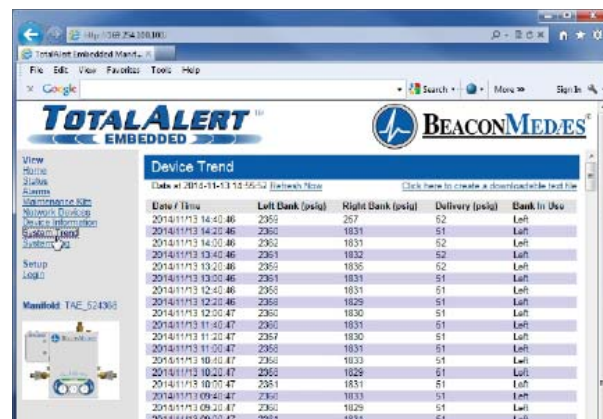 TotalAlert Embedded Manif...
File Edit View Favorites Tools Help
Google
Search
More »
Sign In
TOTALALERT™
EMBEDDED
BEACONMEDÆS®
View
Home
Status
Alarms
Maintenance Kits
Network Devices
Device Information
System Trend
System Log
Setup
Login
Manifold: TAE_524368
Device Trend
Data at 2014-11-13 14:55:52 Refresh Now Click here to create a downloadable text file
Date / Time Left Bank (psig) Right Bank (psig) Delivery (psig) Bank In Use
2014/11/13 14:40:46 2359 267 52 Left
2014/11/13 14:20:46 2360 1831 51 Left
2014/11/13 14:00:46 2362 1831 52 Left
2014/11/13 13:40:46 2361 1832 52 Left
2014/11/13 13:20:46 2359 1835 52 Left
2014/11/13 13:00:46 2361 1831 51 Left
2014/11/13 12:40:46 2358 1831 51 Left
2014/11/13 12:20:46 2358 1829 51 Left
2014/11/13 12:00:47 2360 1830 51 Left
2014/11/13 11:40:47 2360 1831 51 Left
2014/11/13 11:20:47 2357 1830 51 Left
2014/11/13 11:00:47 2358 1831 51 Left
2014/11/13 10:40:47 2358 1833 51 Left
2014/11/13 10:20:47 2358 1829 51 Left
2014/11/13 10:00:47 2361 1831 51 Left
2014/11/13 09:40:47 2360 1833 51 Left
2014/11/13 09:20:47 2360 1829 51 Left